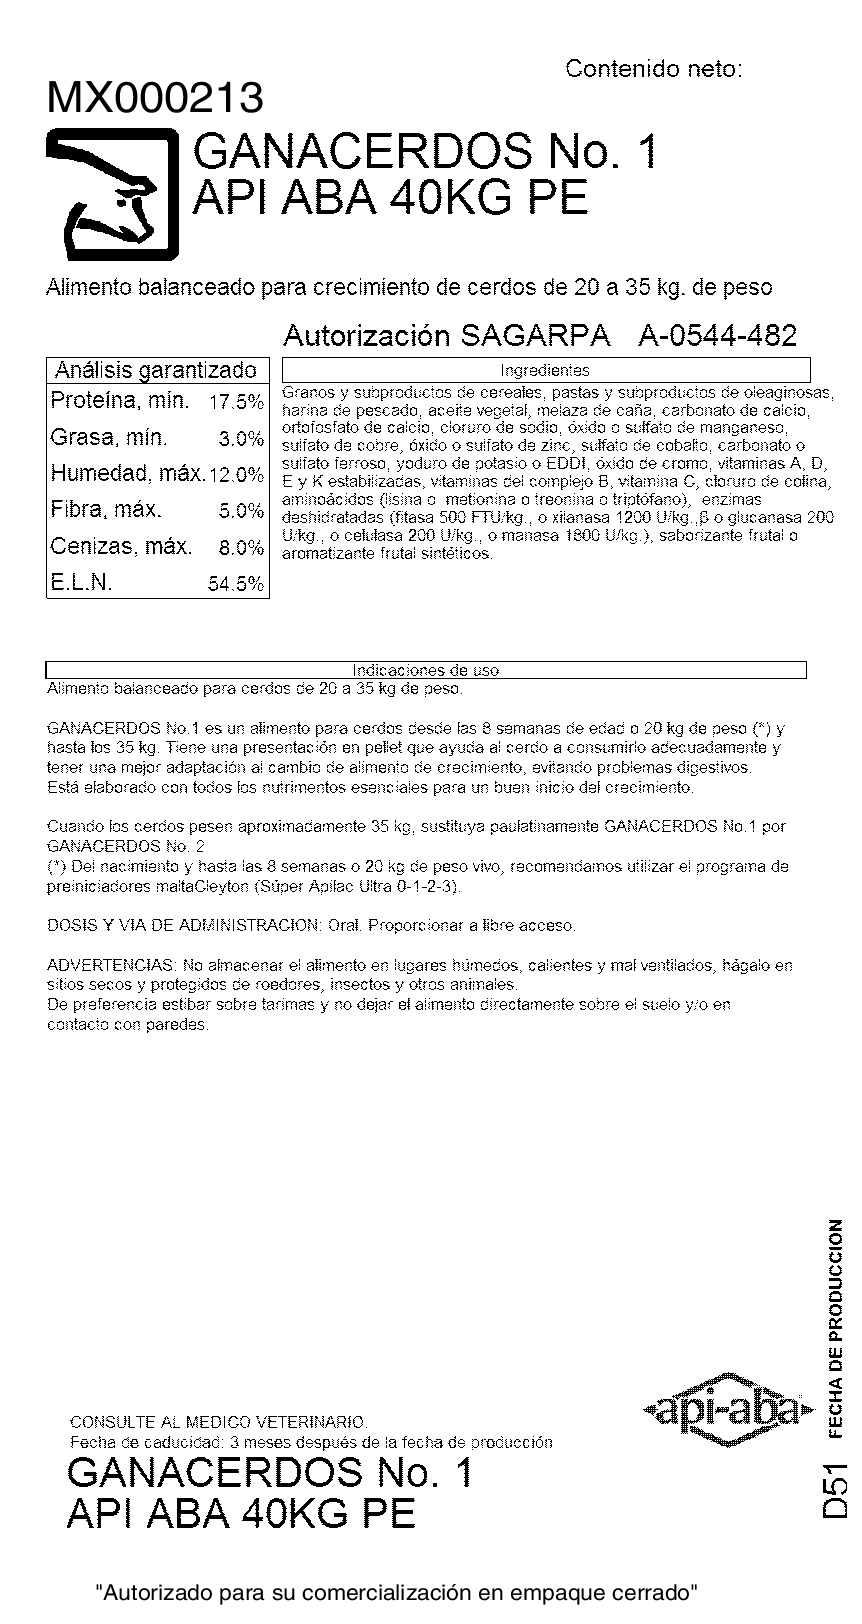 Contenido neto:
MX000213
GANACERDOS No. 1
API ABA 40KG PE
Alimento balanceado para crecimiento de cerdos de 20 a 35 kg. de peso
Autorización SAGARPA A-0544-482
Análisis garantizado
Proteína, mín. 17.5%
Grasa, mín. 3.0%
Humedad, máx. 12.0%
Fibra, máx. 5.0%
Cenizas, máx. 8.0%
E.L.N. 54.5%
Ingredientes
Granos y subproductos de cereales, pastas y subproductos de oleaginosas,
harina de pescado, aceite vegetal, melaza de caña, carbonato de calcio,
ortofosfato de calcio, cloruro de sodio, óxido o sulfato de manganeso,
sulfato de cobre, óxido o sulfato de zinc, sulfato de cobalto, carbonato o
sulfato ferroso, yoduro de potasio o EDDI, óxido de cromo, vitaminas A, D,
E y K estabilizadas, vitaminas del complejo B, vitamina C, cloruro de colina,
aminoácidos (lisina o metionina o treonina o triptófano), enzimas
deshidratadas (fitasa 500 FTU/kg., o xilanasa 1200 U/kg.,β o glucanasa 200
U/kg., o celulasa 200 U/kg., o manasa 1800 U/kg.), saborizante frutal o
aromatizante frutal sintéticos.
Indicaciones de uso
Alimento balanceado para cerdos de 20 a 35 kg de peso.
GANACERDOS No.1 es un alimento para cerdos desde las 8 semanas de edad o 20 kg de peso (*) y
hasta los 35 kg. Tiene una presentación en pellet que ayuda al cerdo a consumirlo adecuadamente y
tener una mejor adaptación al cambio de alimento de crecimiento, evitando problemas digestivos.
Está elaborado con todos los nutrimentos esenciales para un buen inicio del crecimiento.
Cuando los cerdos pesen aproximadamente 35 kg, sustituya paulatinamente GANACERDOS No.1 por
GANACERDOS No. 2
(*) Del nacimiento y hasta las 8 semanas o 20 kg de peso vivo, recomendamos utilizar el programa de
preiniciadores maltaCleyton (Súper Apilac Ultra 0-1-2-3).
DOSIS Y VIA DE ADMINISTRACION: Oral. Proporcionar a libre acceso.
ADVERTENCIAS: No almacenar el alimento en lugares húmedos, calientes y mal ventilados, hágalo en
sitios secos y protegidos de roedores, insectos y otros animales.
De preferencia estibar sobre tarimas y no dejar el alimento directamente sobre el suelo y/o en
contacto con paredes.
FECHA DE PRODUCCION
D51
api-aba
CONSULTE AL MEDICO VETERINARIO.
Fecha de caducidad: 3 meses después de la fecha de producción
GANACERDOS No. 1
API ABA 40KG PE
"Autorizado para su comercialización en empaque cerrado"